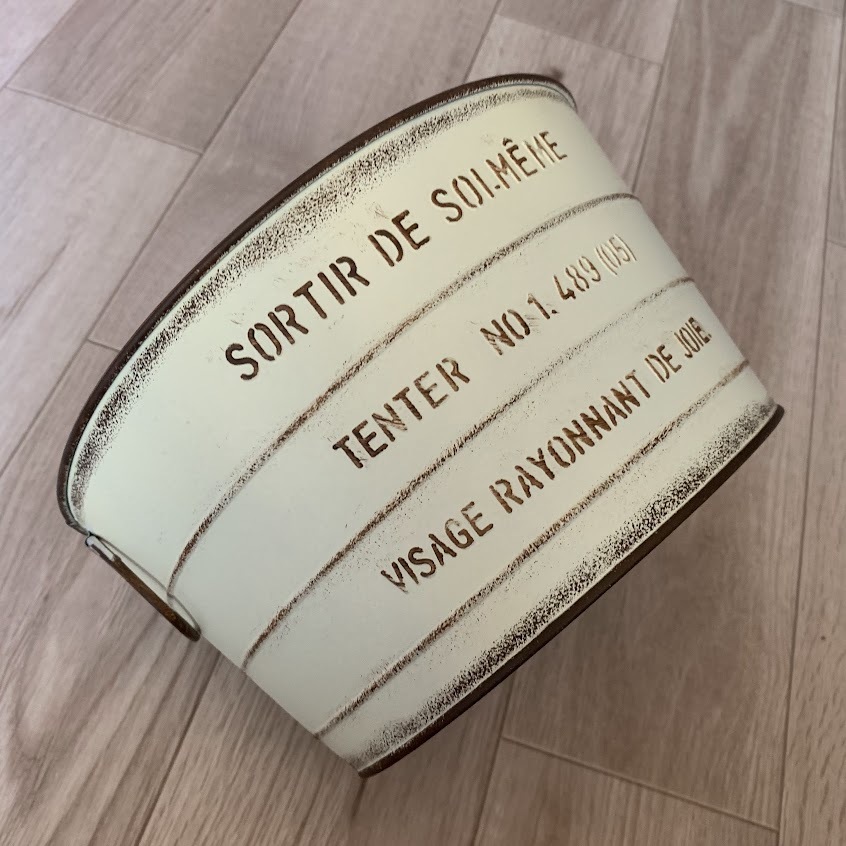 SORTIR DE SOI-MÊME
TENTER NO 1. 489 (05)
VISAGE RAYONNANT DE JOIE